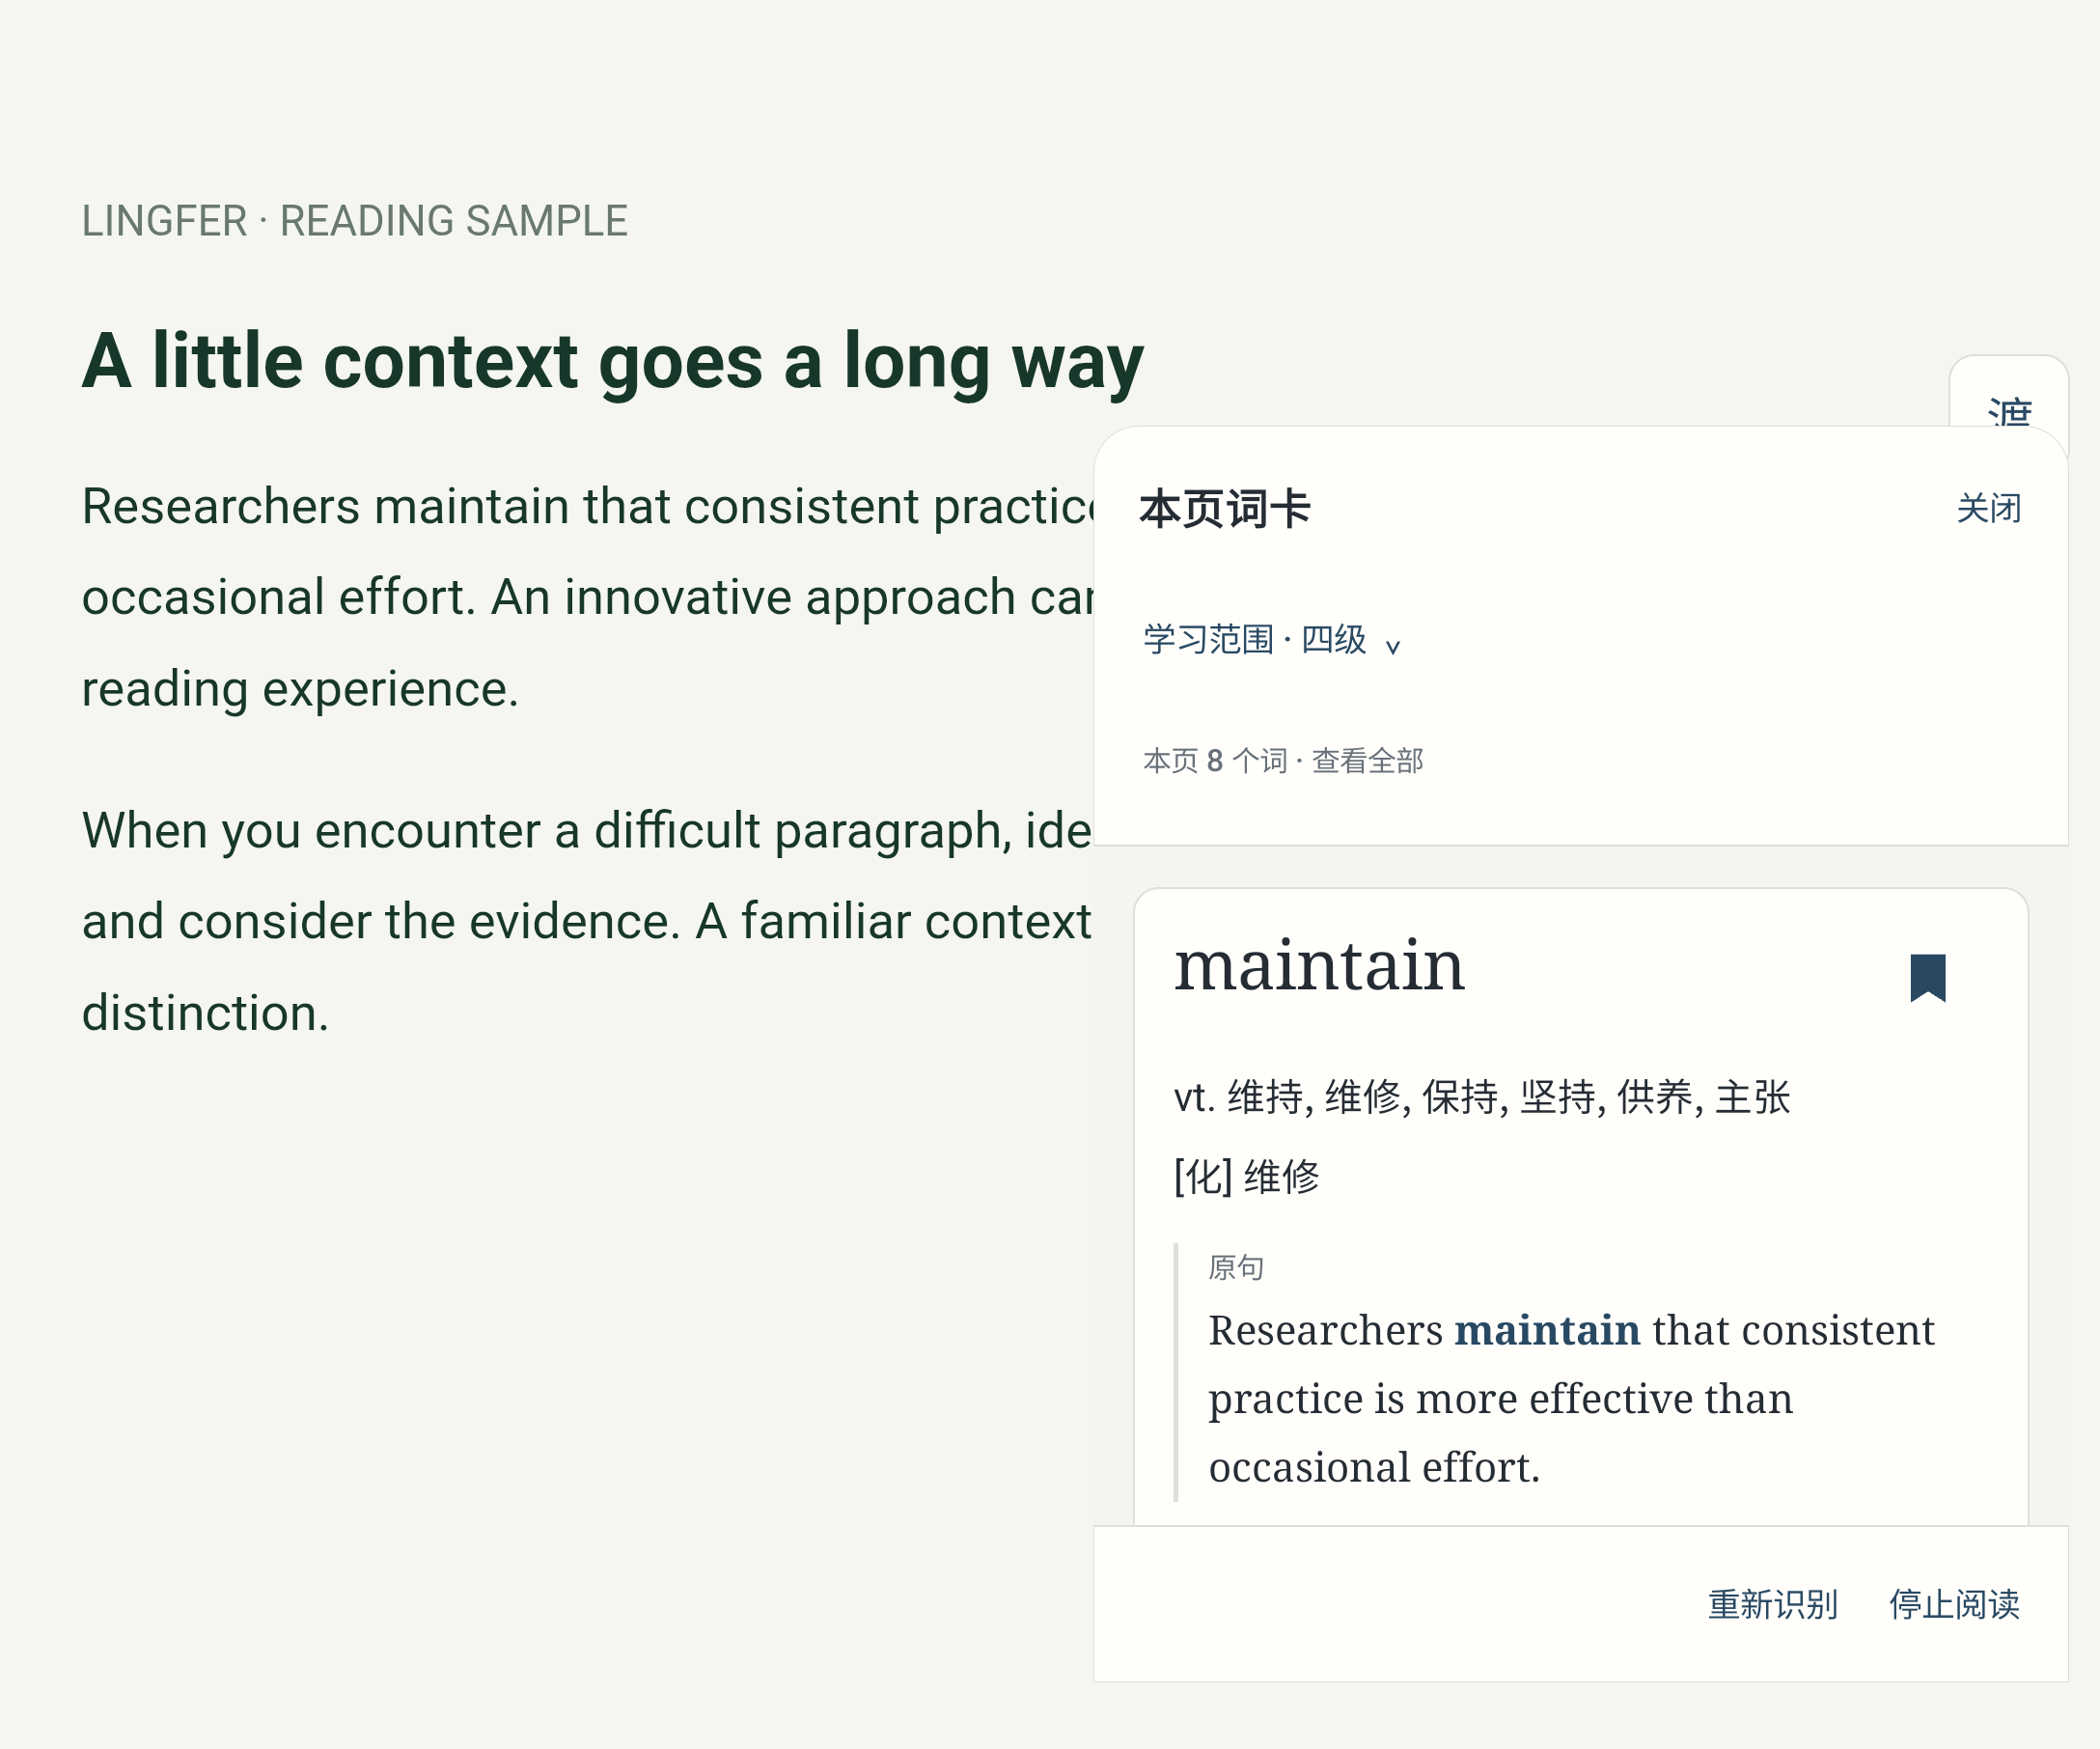 LINGFER · READING SAMPLE
A little context goes a long way
Researchers maintain that consistent practice
occasional effort. An innovative approach can
reading experience.
When you encounter a difficult paragraph, ide
and consider the evidence. A familiar context
distinction.
渡
本页词卡
关闭
学习范围 · 四级
本页 8 个词 · 查看全部
maintain
vt. 维持, 维修, 保持, 坚持, 供养, 主张
[化] 维修
原句
Researchers maintain that consistent
practice is more effective than
occasional effort.
重新识别 停止阅读